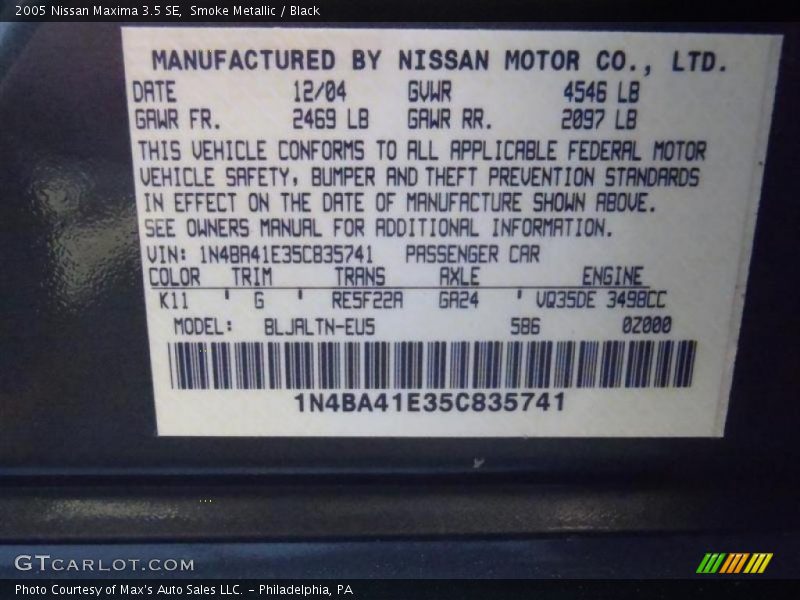 2005 Nissan Maxima 3.5 SE, Smoke Metallic / Black
MANUFACTURED BY NISSAN MOTOR CO., LTD.
DATE 12/04 GVWR 4546 LB
GAWR FR. 2469 LB GAWR RR. 2097 LB
THIS VEHICLE CONFORMS TO ALL APPLICABLE FEDERAL MOTOR
VEHICLE SAFETY, BUMPER AND THEFT PREVENTION STANDARDS
IN EFFECT ON THE DATE OF MANUFACTURE SHOWN ABOVE.
SEE OWNERS MANUAL FOR ADDITIONAL INFORMATION.
VIN: 1N4BA41E35C835741 PASSENGER CAR
COLOR TRIM TRANS AXLE ENGINE
K11 ' G ' RE5F22A GA24 ' VQ35DE 3498CC
MODEL: BLJALTN-EU5 586 0Z000
1N4BA41E35C835741
GTCARLOT.COM
Photo Courtesy of Max's Auto Sales LLC. - Philadelphia, PA